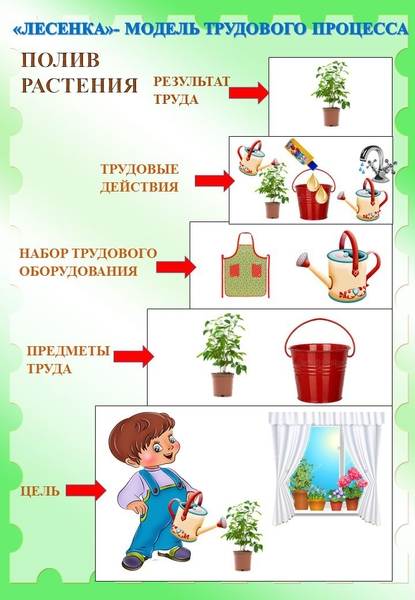 «ЛЕСЕНКА»- МОДЕЛЬ ТРУДОВОГО ПРОЦЕССА
ПОЛИВ
РАСТЕНИЯ
РЕЗУЛЬТАТ
ТРУДА
ТРУДОВЫЕ
ДЕЙСТВИЯ
НАБОР ТРУДОВОГО
ОБОРУДОВАНИЯ
ПРЕДМЕТЫ
ТРУДА
ЦЕЛЬ